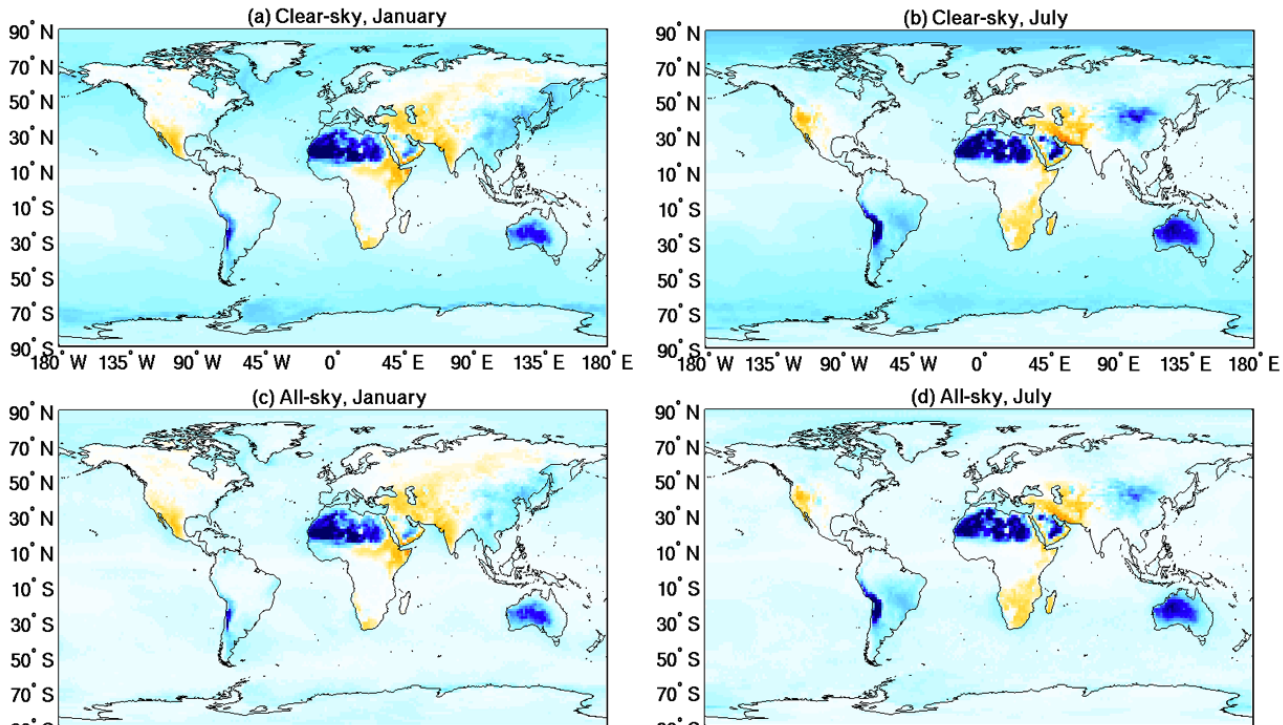 (a) Clear-sky, January
(b) Clear-sky, July
90° N
90° N
70° N
70° N
50° N
50° N
30° N
30° N
10° N
10° N
10° S
10° S
30° S
30° S
50° S
50° S
70° S
70° S
90° S
90° S
180° W 135° W 90° W 45° W 0° 45° E 90° E 135° E 180° E
180° W 135° W 90° W 45° W 0° 45° E 90° E 135° E 180° E
(c) All-sky, January
(d) All-sky, July
90° N
90° N
70° N
70° N
50° N
50° N
30° N
30° N
10° N
10° N
10° S
10° S
30° S
30° S
50° S
50° S
70° S
70° S